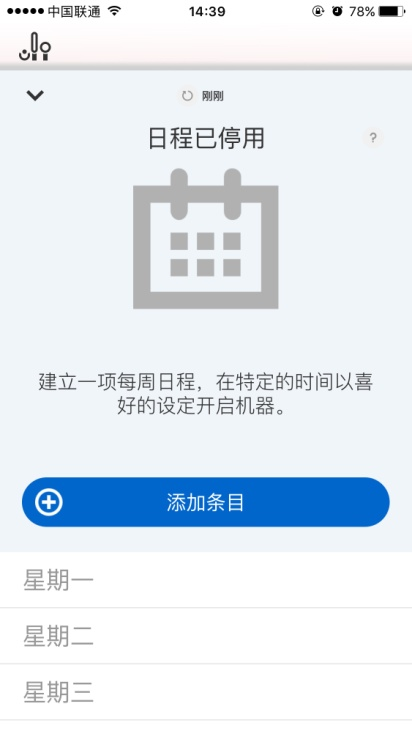 中国联通 14:39 78%
刚刚
日程已停用
?
建立一项每周日程，在特定的时间以喜
好的设定开启机器。
添加条目
星期一
星期二
星期三